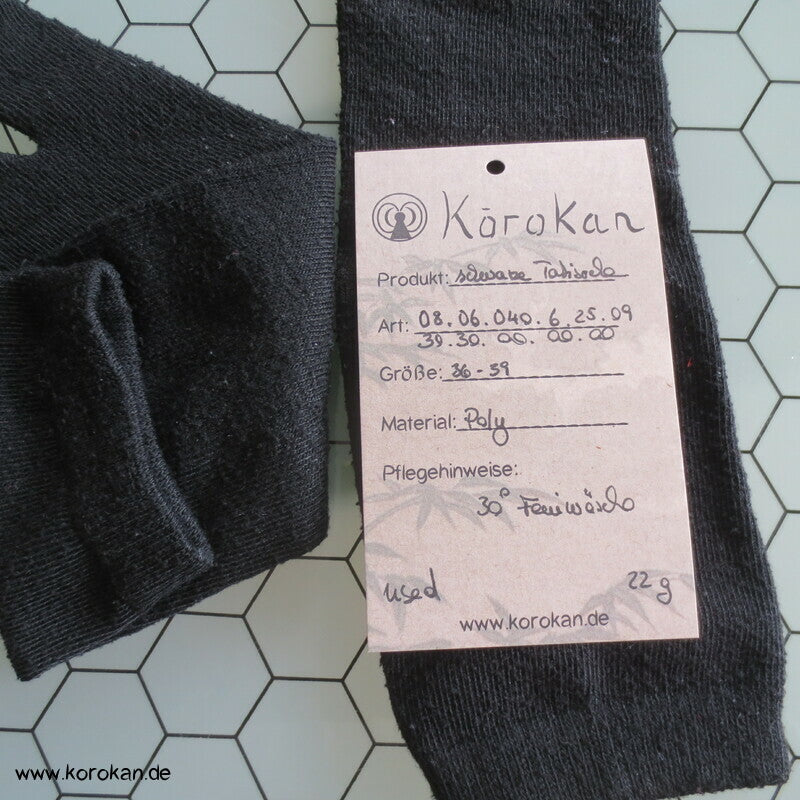 Kōrokan
Produkt: schwarze Tabisocke
Art: 08.06.040.6.25.09
39.30.00.00.00
Größe: 36-39
Material: Poly
Pflegehinweise:
30° Feinwäsche
used 22 g
www.korokan.de
www.korokan.de